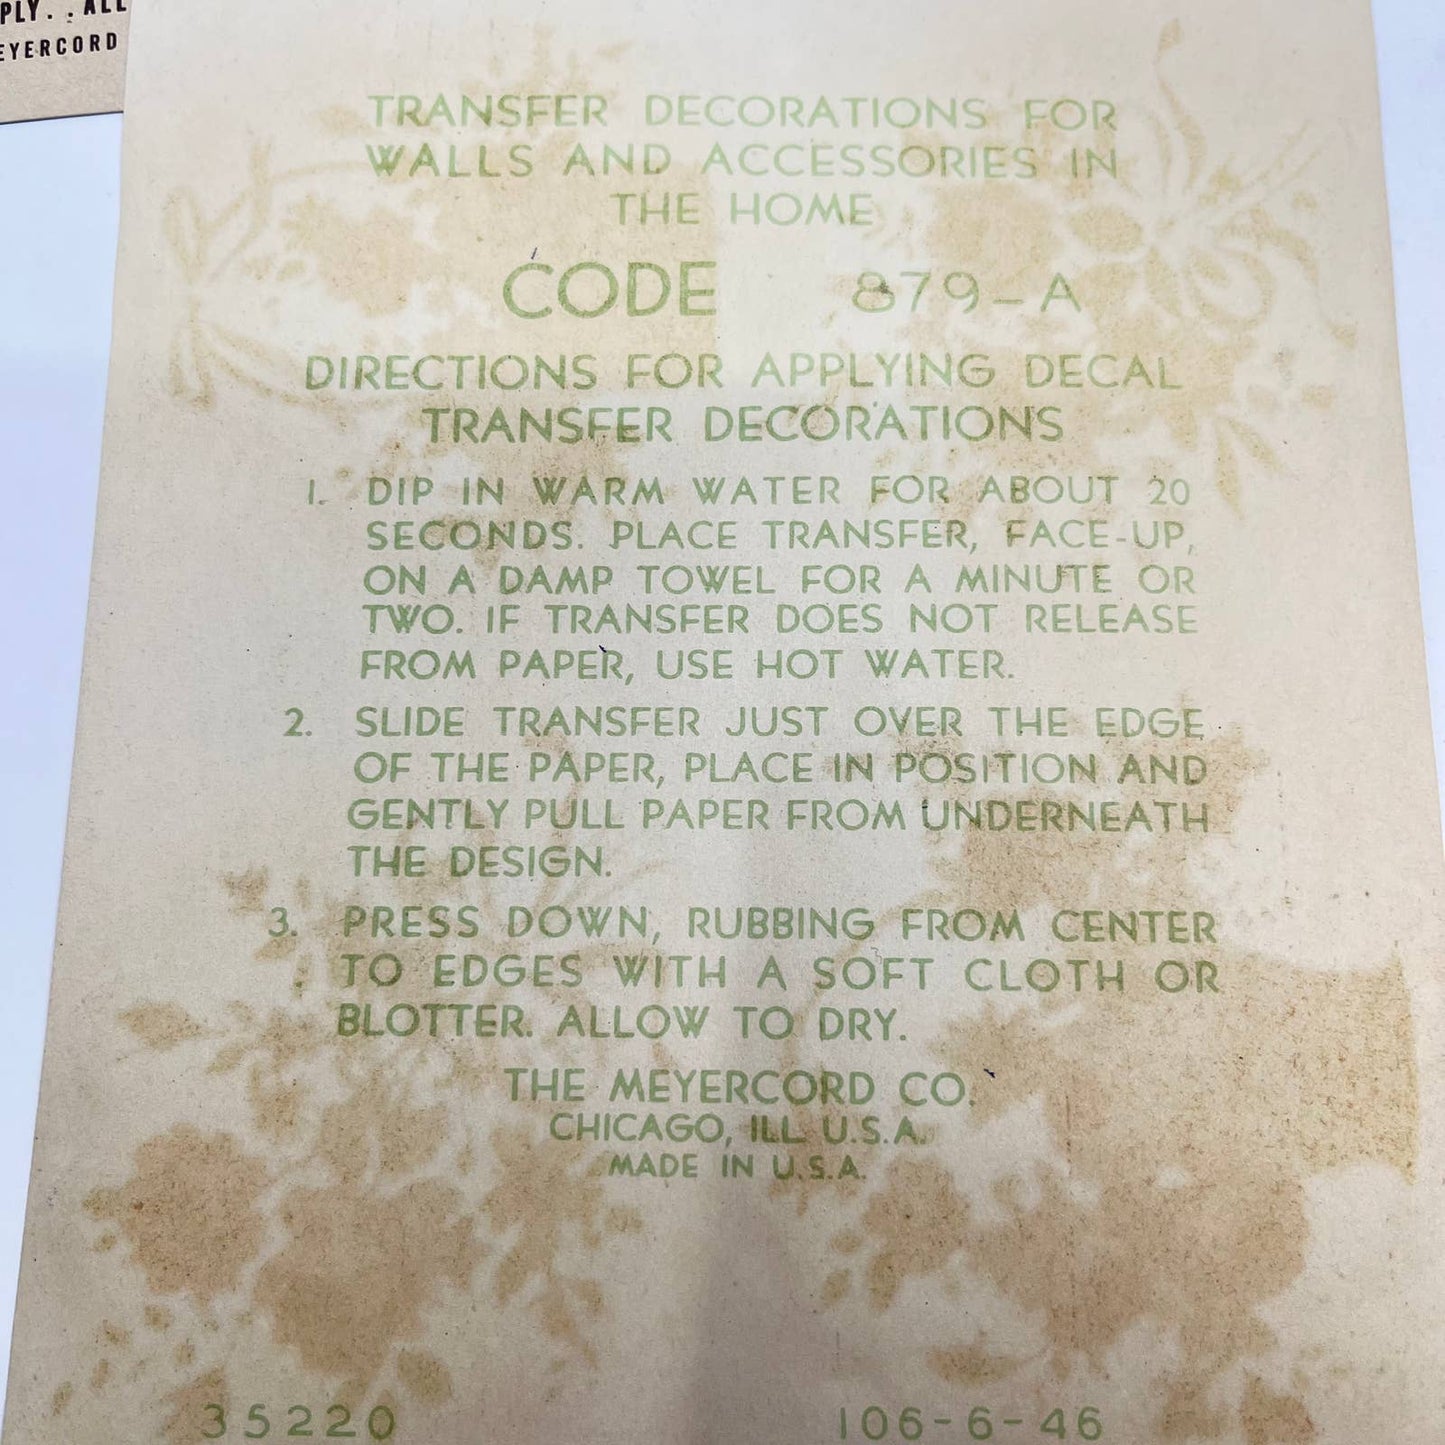 PLY. . ALL
EYERCORD
TRANSFER DECORATIONS FOR
WALLS AND ACCESSORIES IN
THE HOME
CODE 879-A
DIRECTIONS FOR APPLYING DECAL
TRANSFER DECORATIONS
1. DIP IN WARM WATER FOR ABOUT 20
SECONDS. PLACE TRANSFER, FACE-UP,
ON A DAMP TOWEL FOR A MINUTE OR
TWO. IF TRANSFER DOES NOT RELEASE
FROM PAPER, USE HOT WATER.
2. SLIDE TRANSFER JUST OVER THE EDGE
OF THE PAPER, PLACE IN POSITION AND
GENTLY PULL PAPER FROM UNDERNEATH
THE DESIGN.
3. PRESS DOWN, RUBBING FROM CENTER
TO EDGES WITH A SOFT CLOTH OR
BLOTTER. ALLOW TO DRY.
THE MEYERCORD CO.
CHICAGO, ILL U.S.A.
MADE IN U.S.A.
35220 106-6-46